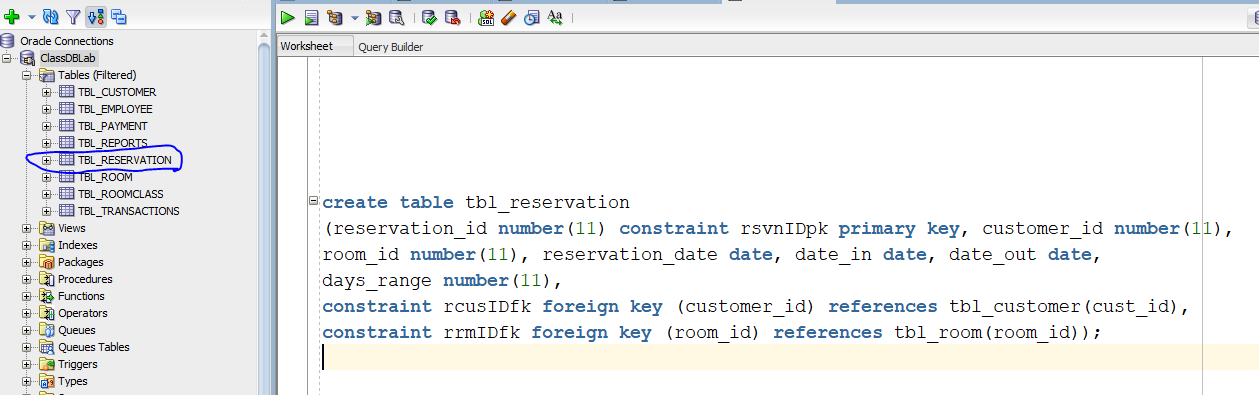 Oracle Connections
ClassDBLab
Tables (Filtered)
TBL_CUSTOMER
TBL_EMPLOYEE
TBL_PAYMENT
TBL_REPORTS
TBL_RESERVATION
TBL_ROOM
TBL_ROOMCLASS
TBL_TRANSACTIONS
Views
Indexes
Packages
Procedures
Functions
Operators
Queues
Queues Tables
Triggers
Types
SQL
Aa
Worksheet
Query Builder
create table tbl_reservation
(reservation_id number(11) constraint rsvnIDpk primary key, customer_id number(11),
room_id number(11), reservation_date date, date_in date, date_out date,
days_range number(11),
constraint rcusIDfk foreign key (customer_id) references tbl_customer(cust_id),
constraint rrmIDfk foreign key (room_id) references tbl_room(room_id));